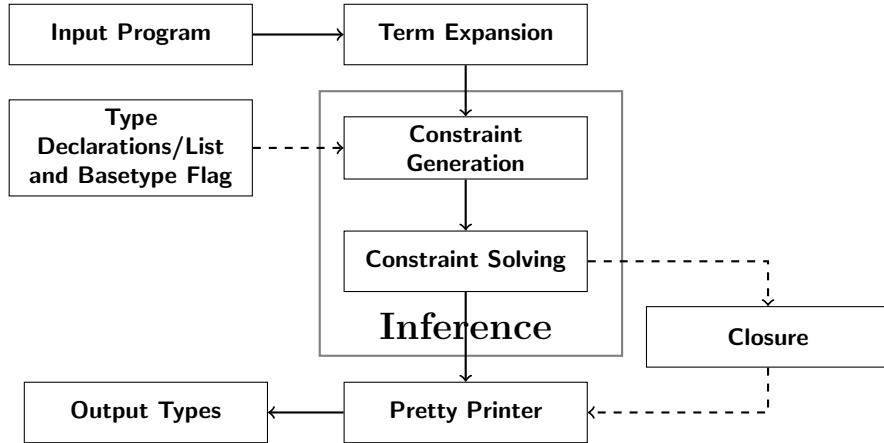 Input Program
Term Expansion
Type
Declarations/List
and Basetype Flag
Constraint
Generation
Constraint Solving
Inference
Closure
Output Types
Pretty Printer